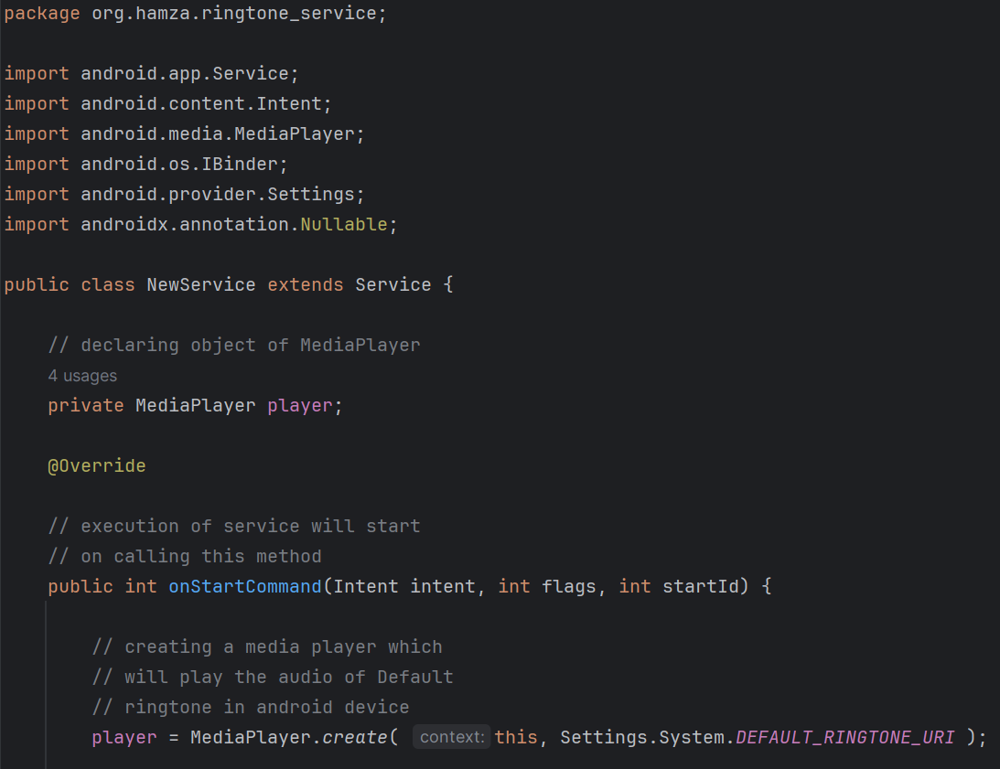 package org.hamza.ringtone_service;
import android.app.Service;
import android.content.Intent;
import android.media.MediaPlayer;
import android.os.IBinder;
import android.provider.Settings;
import androidx.annotation.Nullable;
public class NewService extends Service {
// declaring object of MediaPlayer
4 usages
private MediaPlayer player;
@Override
// execution of service will start
// on calling this method
public int onStartCommand(Intent intent, int flags, int startId) {
// creating a media player which
// will play the audio of Default
// ringtone in android device
player = MediaPlayer.create( context: this, Settings.System.DEFAULT_RINGTONE_URI );